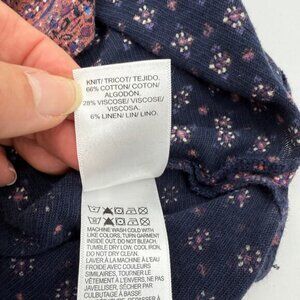 KNIT/ TRICOT/ TEJIDO.
66% COTTON/ COTON/
ALGODÓN.
28% VISCOSE/ VISCOSE/
VISCOSA.
6% LINEN/ LIN/ LINO.
MACHINE WASH COLD WITH
LIKE COLORS, TURN GARMENT
INSIDE OUT. DO NOT BLEACH.
TUMBLE DRY LOW. COOL IRON.
DO NOT DRY CLEAN.
LAVER À LA MACHINE À
L'EAU FROIDE AVEC COULEURS
SIMILAIRES. TOURNER LE
VÊTEMENT À L'ENVERS.
NE PAS JAVELLISER.
SÉCHER PAR
CULBUTAGE À BASSE